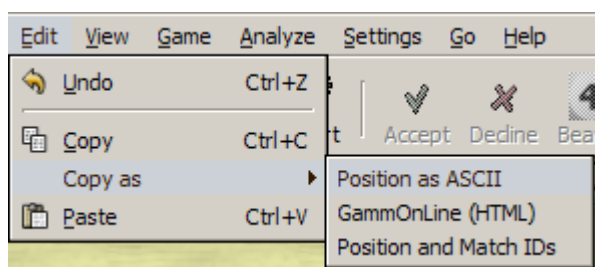 Edit View Game Analyze Settings Go Help
Undo Ctrl+Z
Copy Ctrl+C
Accept Decline
Copy as Position as ASCII
GammOnLine (HTML)
Paste Ctrl+V
Position and Match IDs